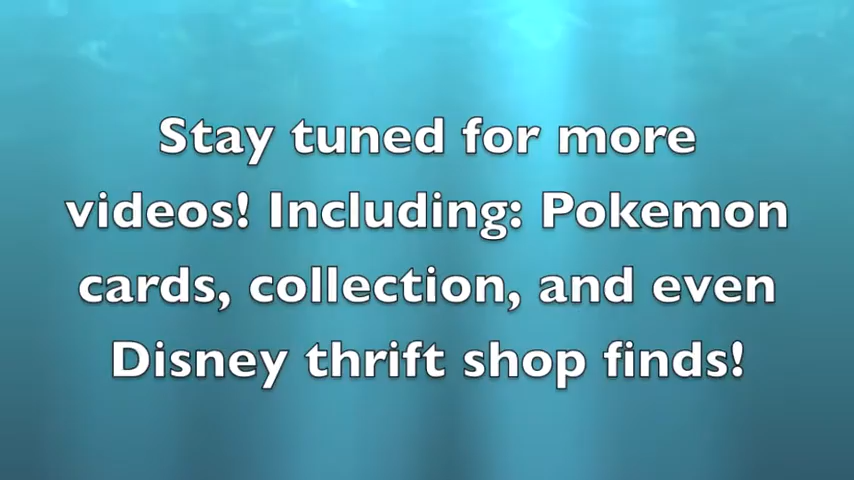 Stay tuned for more
videos! Including: Pokemon
cards, collection, and even
Disney thrift shop finds!